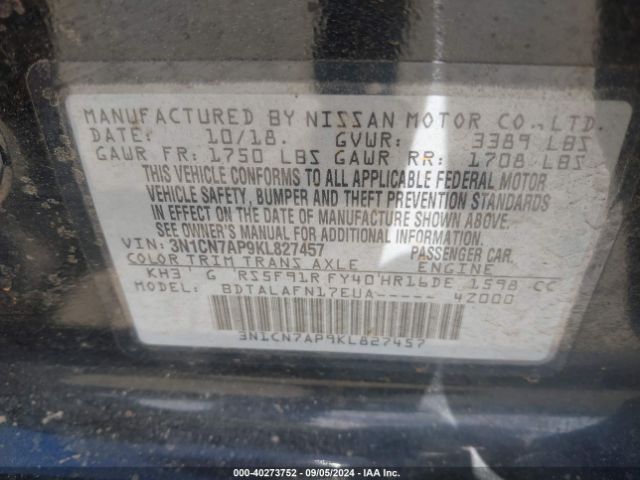 MANUFACTURED BY NISSAN MOTOR CO.,LTD.
DATE: 10/18. GVWR: 3389 LBS
GAWR FR: 1750 LBS GAWR RR: 1708 LBS
THIS VEHICLE CONFORMS TO ALL APPLICABLE FEDERAL MOTOR
VEHICLE SAFETY, BUMPER AND THEFT PREVENTION STANDARDS
IN EFFECT ON THE DATE OF MANUFACTURE SHOWN ABOVE.
SEE OWNER'S MANUAL FOR ADDITIONAL INFORMATION.
VIN: 3N1CN7AP9KL827457 PASSENGER CAR
COLOR TRIM TRANS AXLE ENGINE
KH3 G RS5F91R FY40 HR16DE 1598 CC
MODEL: BDTALAFN17EUA----- 4Z000
3N1CN7AP9KL827457
000-40273752 - 09/05/2024 - IAA Inc.